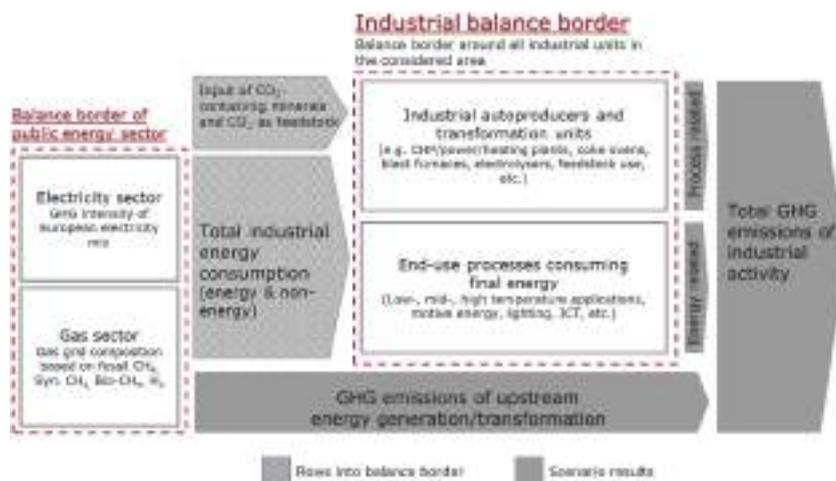 Industrial balance border
Balance border around all industrial units in
the considered area
Input of CO2-
containing minerals
and CO2 as feedstock
Balance border of
public energy sector
Industrial autoproducers and
transformation units
(e.g. CHP/power/heating plants, coke ovens,
blast furnaces, electrolysers, feedstock use,
etc.)
Process related
Electricity sector
GHG intensity of
european electricity
mix
Total industrial
energy
consumption
(energy & non-
energy)
Total GHG
emissions of
industrial
activity
End-use processes consuming
final energy
(Low-, mid-, high temperature applications,
motive energy, lighting, ICT, etc.)
Energy related
Gas sector
Gas grid composition
based on fossil CH4,
Syn. CH4, Bio-CH4, H2
GHG emissions of upstream
energy generation/transformation
Flows into balance border
Scenario results